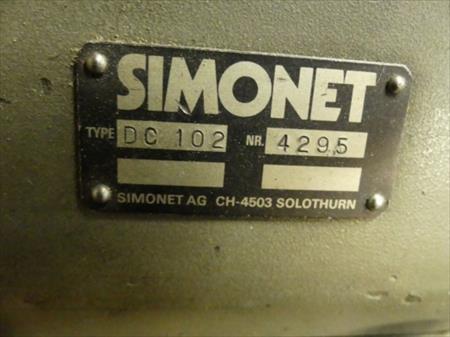 SIMONET
TYPE DC 102 NR. 4295
SIMONET AG CH-4503 SOLOTHURN